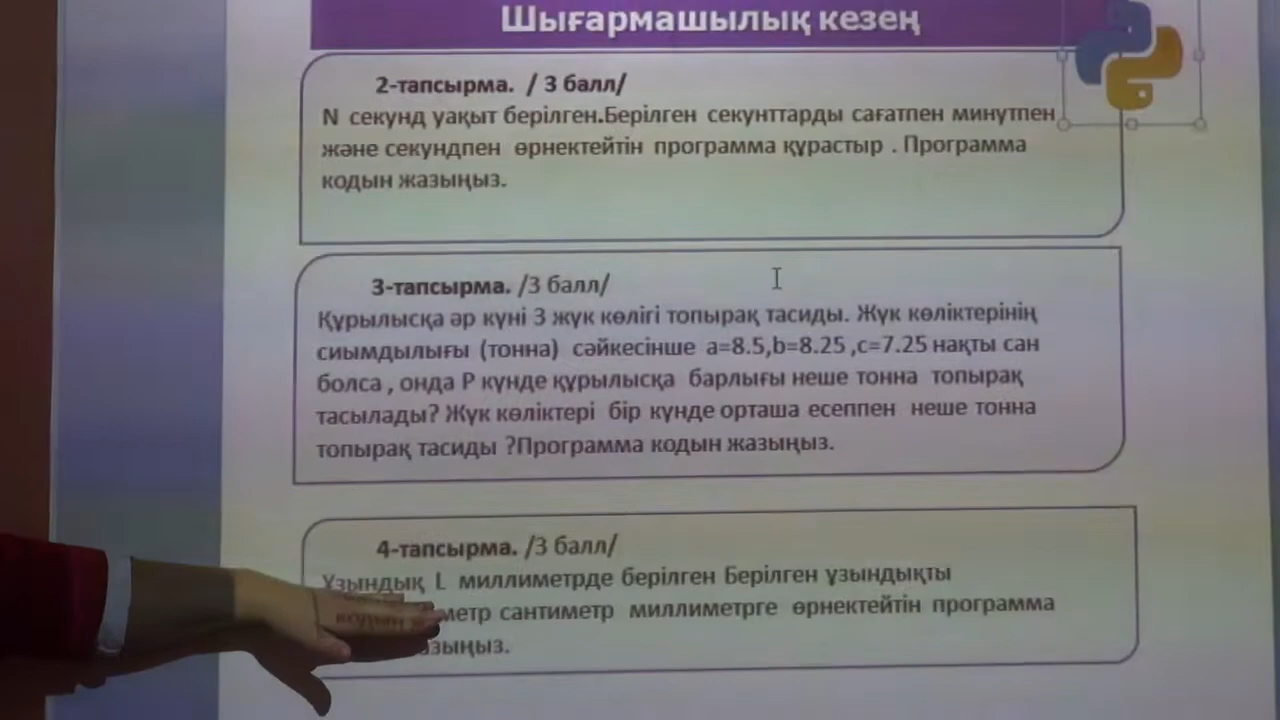 Шығармашылық кезең
2-тапсырма. / 3 балл/
N секунд уақыт берілген.Берілген секунттарды сағатпен минутпен
және секундпен өрнектейтін программа құрастыр . Программа
кодын жазыңыз.
3-тапсырма. /3 балл/
Құрылысқа әр күні 3 жүк көлігі топырақ тасиды. Жүк көліктерінің
сиымдылығы (тонна) сәйкесінше a=8.5,b=8.25 ,c=7.25 нақты сан
болса , онда P күнде құрылысқа барлығы неше тонна топырақ
тасылады? Жүк көліктері бір күнде орташа есеппен неше тонна
топырақ тасиды ?Программа кодын жазыңыз.
4-тапсырма. /3 балл/
Ұзындық L миллиметрде берілген Берілген ұзындықты
метр сантиметр миллиметрге өрнектейтін программа